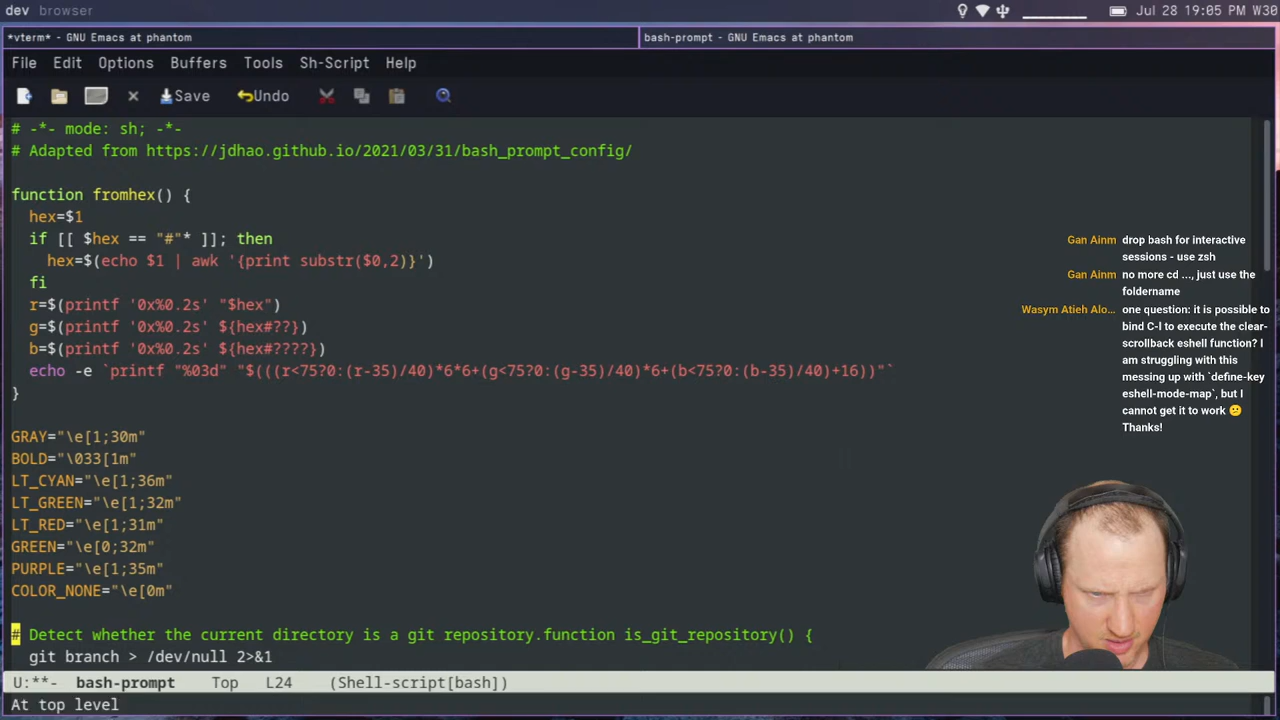 dev browser
Jul 28 19:05 PM W30
*vterm* - GNU Emacs at phantom
bash-prompt - GNU Emacs at phantom
File Edit Options Buffers Tools Sh-Script Help
Save Undo
# -*- mode: sh; -*-
# Adapted from https://jdhao.github.io/2021/03/31/bash_prompt_config/
function fromhex() {
hex=$1
if [[ $hex == "#"* ]]; then
hex=$(echo $1 | awk '{print substr($0,2)}')
fi
r=$(printf '0x%0.2s' "$hex")
g=$(printf '0x%0.2s' ${hex#??})
b=$(printf '0x%0.2s' ${hex#????})
echo -e `printf "%03d" "$(((r<75?0:(r-35)/40)*6*6+(g<75?0:(g-35)/40)*6+(b<75?0:(b-35)/40)+16))"`
}
GRAY="\e[1;30m"
BOLD="\033[1m"
LT_CYAN="\e[1;36m"
LT_GREEN="\e[1;32m"
LT_RED="\e[1;31m"
GREEN="\e[0;32m"
PURPLE="\e[1;35m"
COLOR_NONE="\e[0m"
# Detect whether the current directory is a git repository.function is_git_repository() {
git branch > /dev/null 2>&1
U:**- bash-prompt Top L24 (Shell-script[bash])
At top level
Gan Ainm drop bash for interactive
sessions - use zsh
Gan Ainm no more cd ..., just use the
foldername
Wasym Atieh Alo... one question: it is possible to
bind C-l to execute the clear-
scrollback eshell function? I
am struggling with this
messing up with `define-key
eshell-mode-map`, but I
cannot get it to work 😕
Thanks!